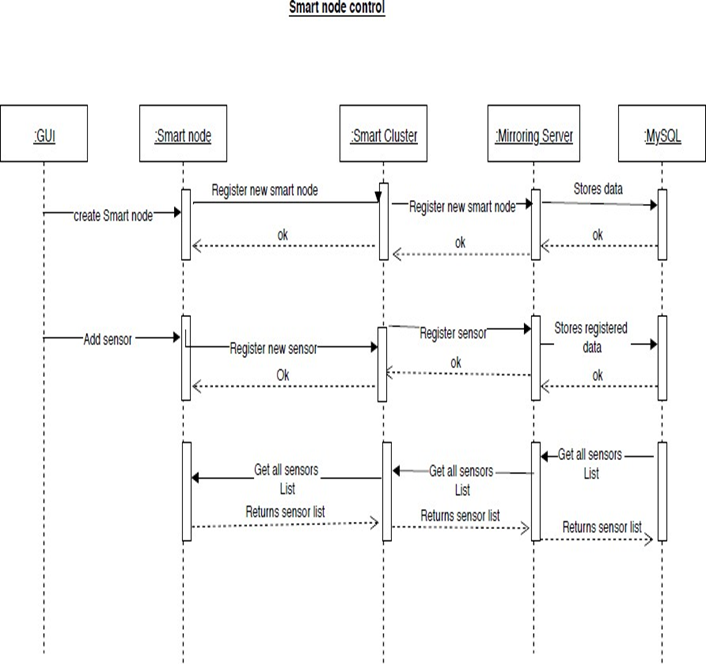 Smart node control
:GUI
:Smart node
:Smart Cluster
:Mirroring Server
:MySQL
Register new smart node
Stores data
create Smart node
Register new smart node
ok
ok
ok
Add sensor
Register new sensor
Register sensor
Stores registered
data
Ok
ok
ok
Get all sensors
List
Get all sensors
List
Get all sensors
List
Returns sensor list
Returns sensor list
Returns sensor list